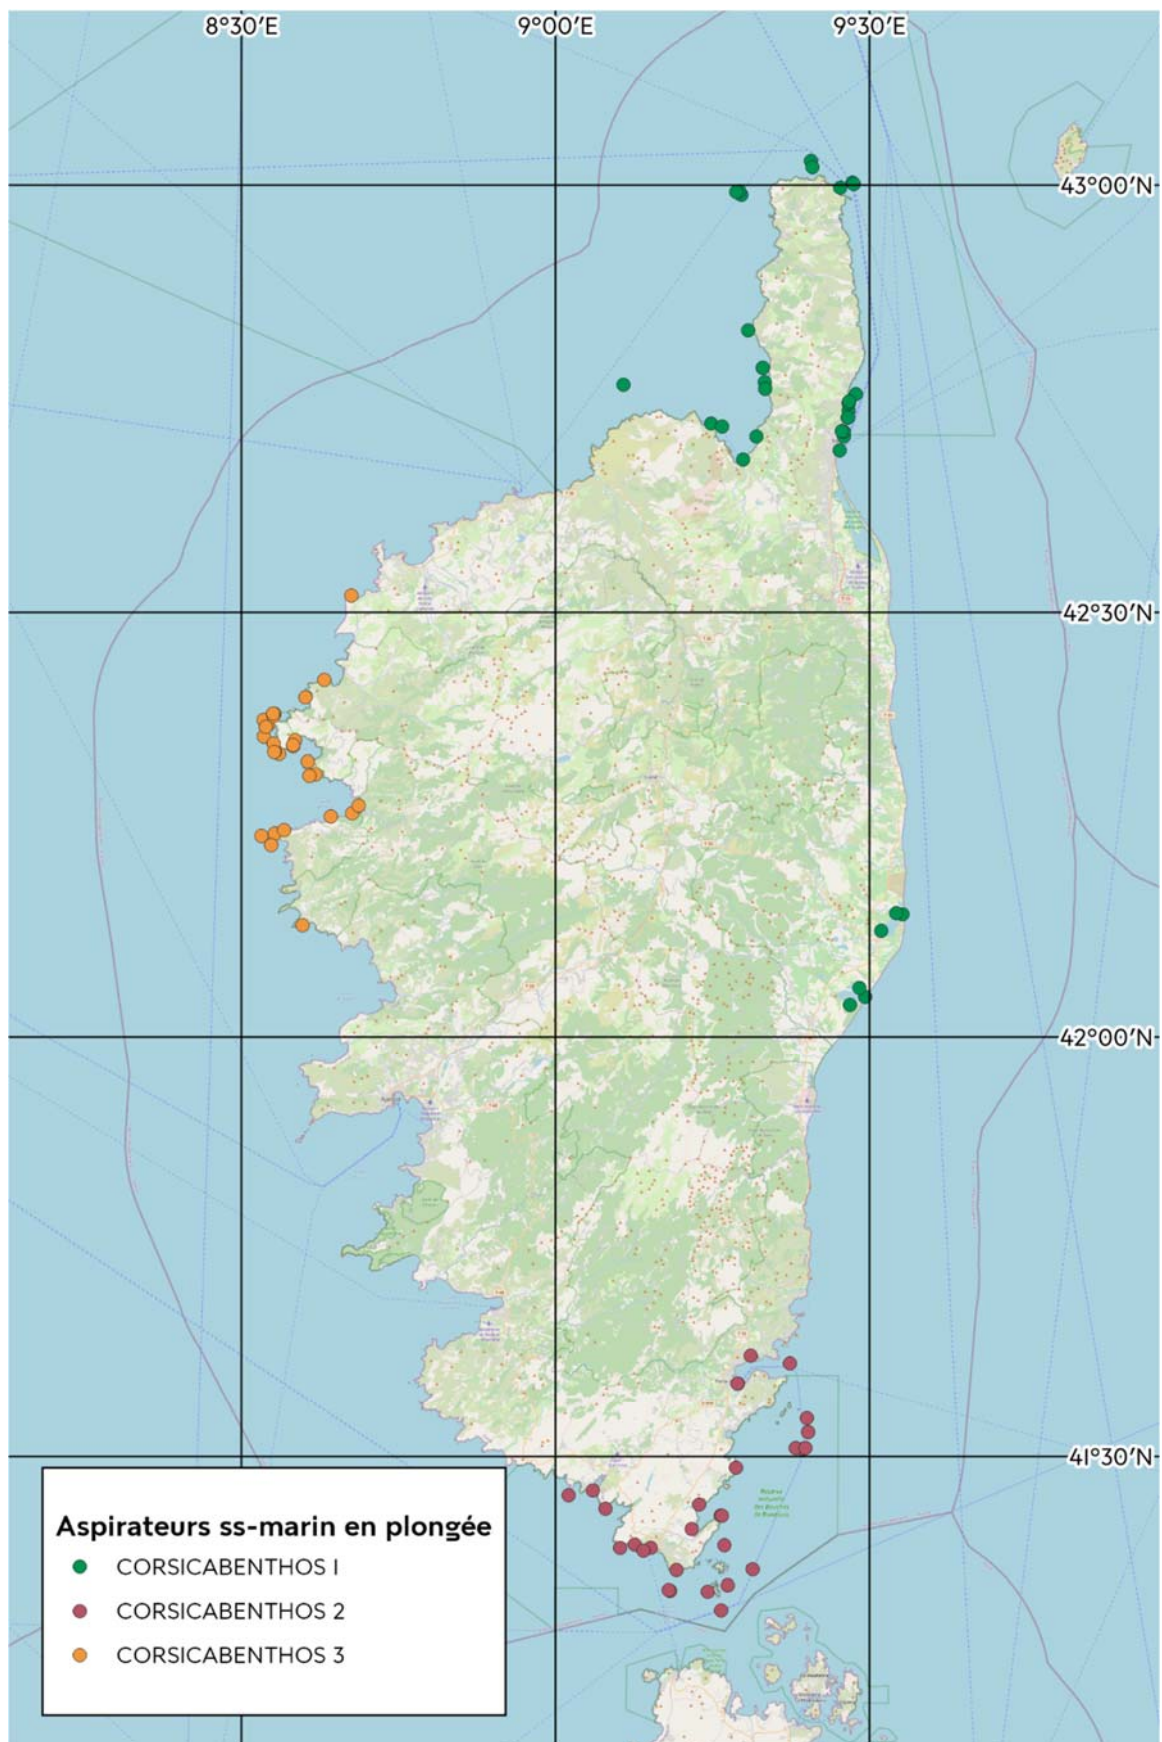 8°30′E
9°00′E
9°30′E
43°00′N
42°30′N
42°00′N
41°30′N
Aspirateurs ss-marin en plongée
CORSICABENTHOS I
CORSICABENTHOS 2
CORSICABENTHOS 3